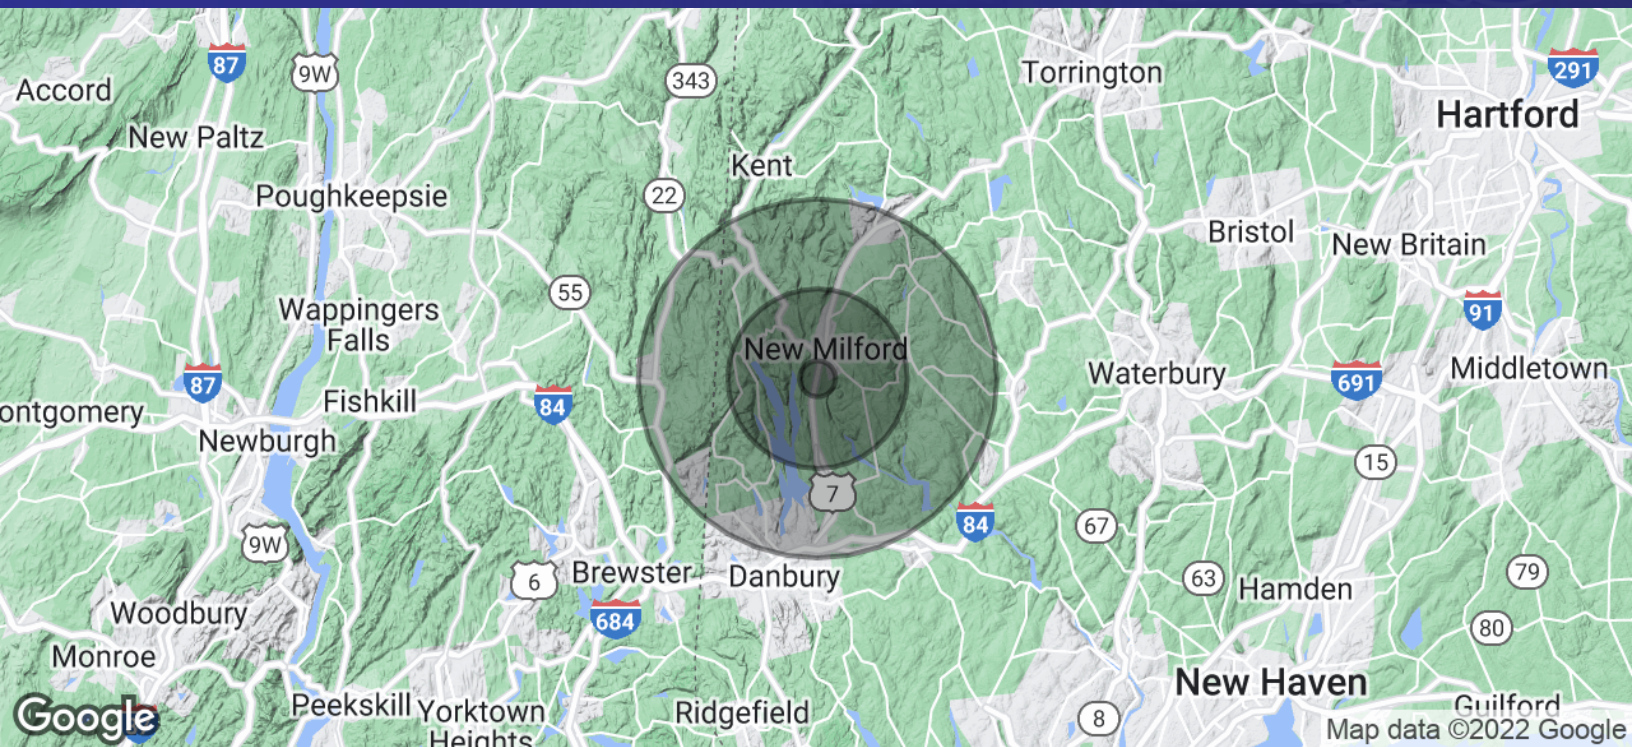 87
9W
343
Torrington
291
Accord
Hartford
New Paltz
Kent
Poughkeepsie
22
Bristol
New Britain
55
Wappingers
Falls
91
New Milford
87
Waterbury
691
Middletown
84
Fishkill
ontgomery
Newburgh
15
7
84
67
9W
6
Brewster
Danbury
63
Hamden
79
684
Woodbury
80
Monroe
New Haven
Peekskill
Yorktown
Heights
Ridgefield
8
Guilford
Google
Map data ©2022 Google